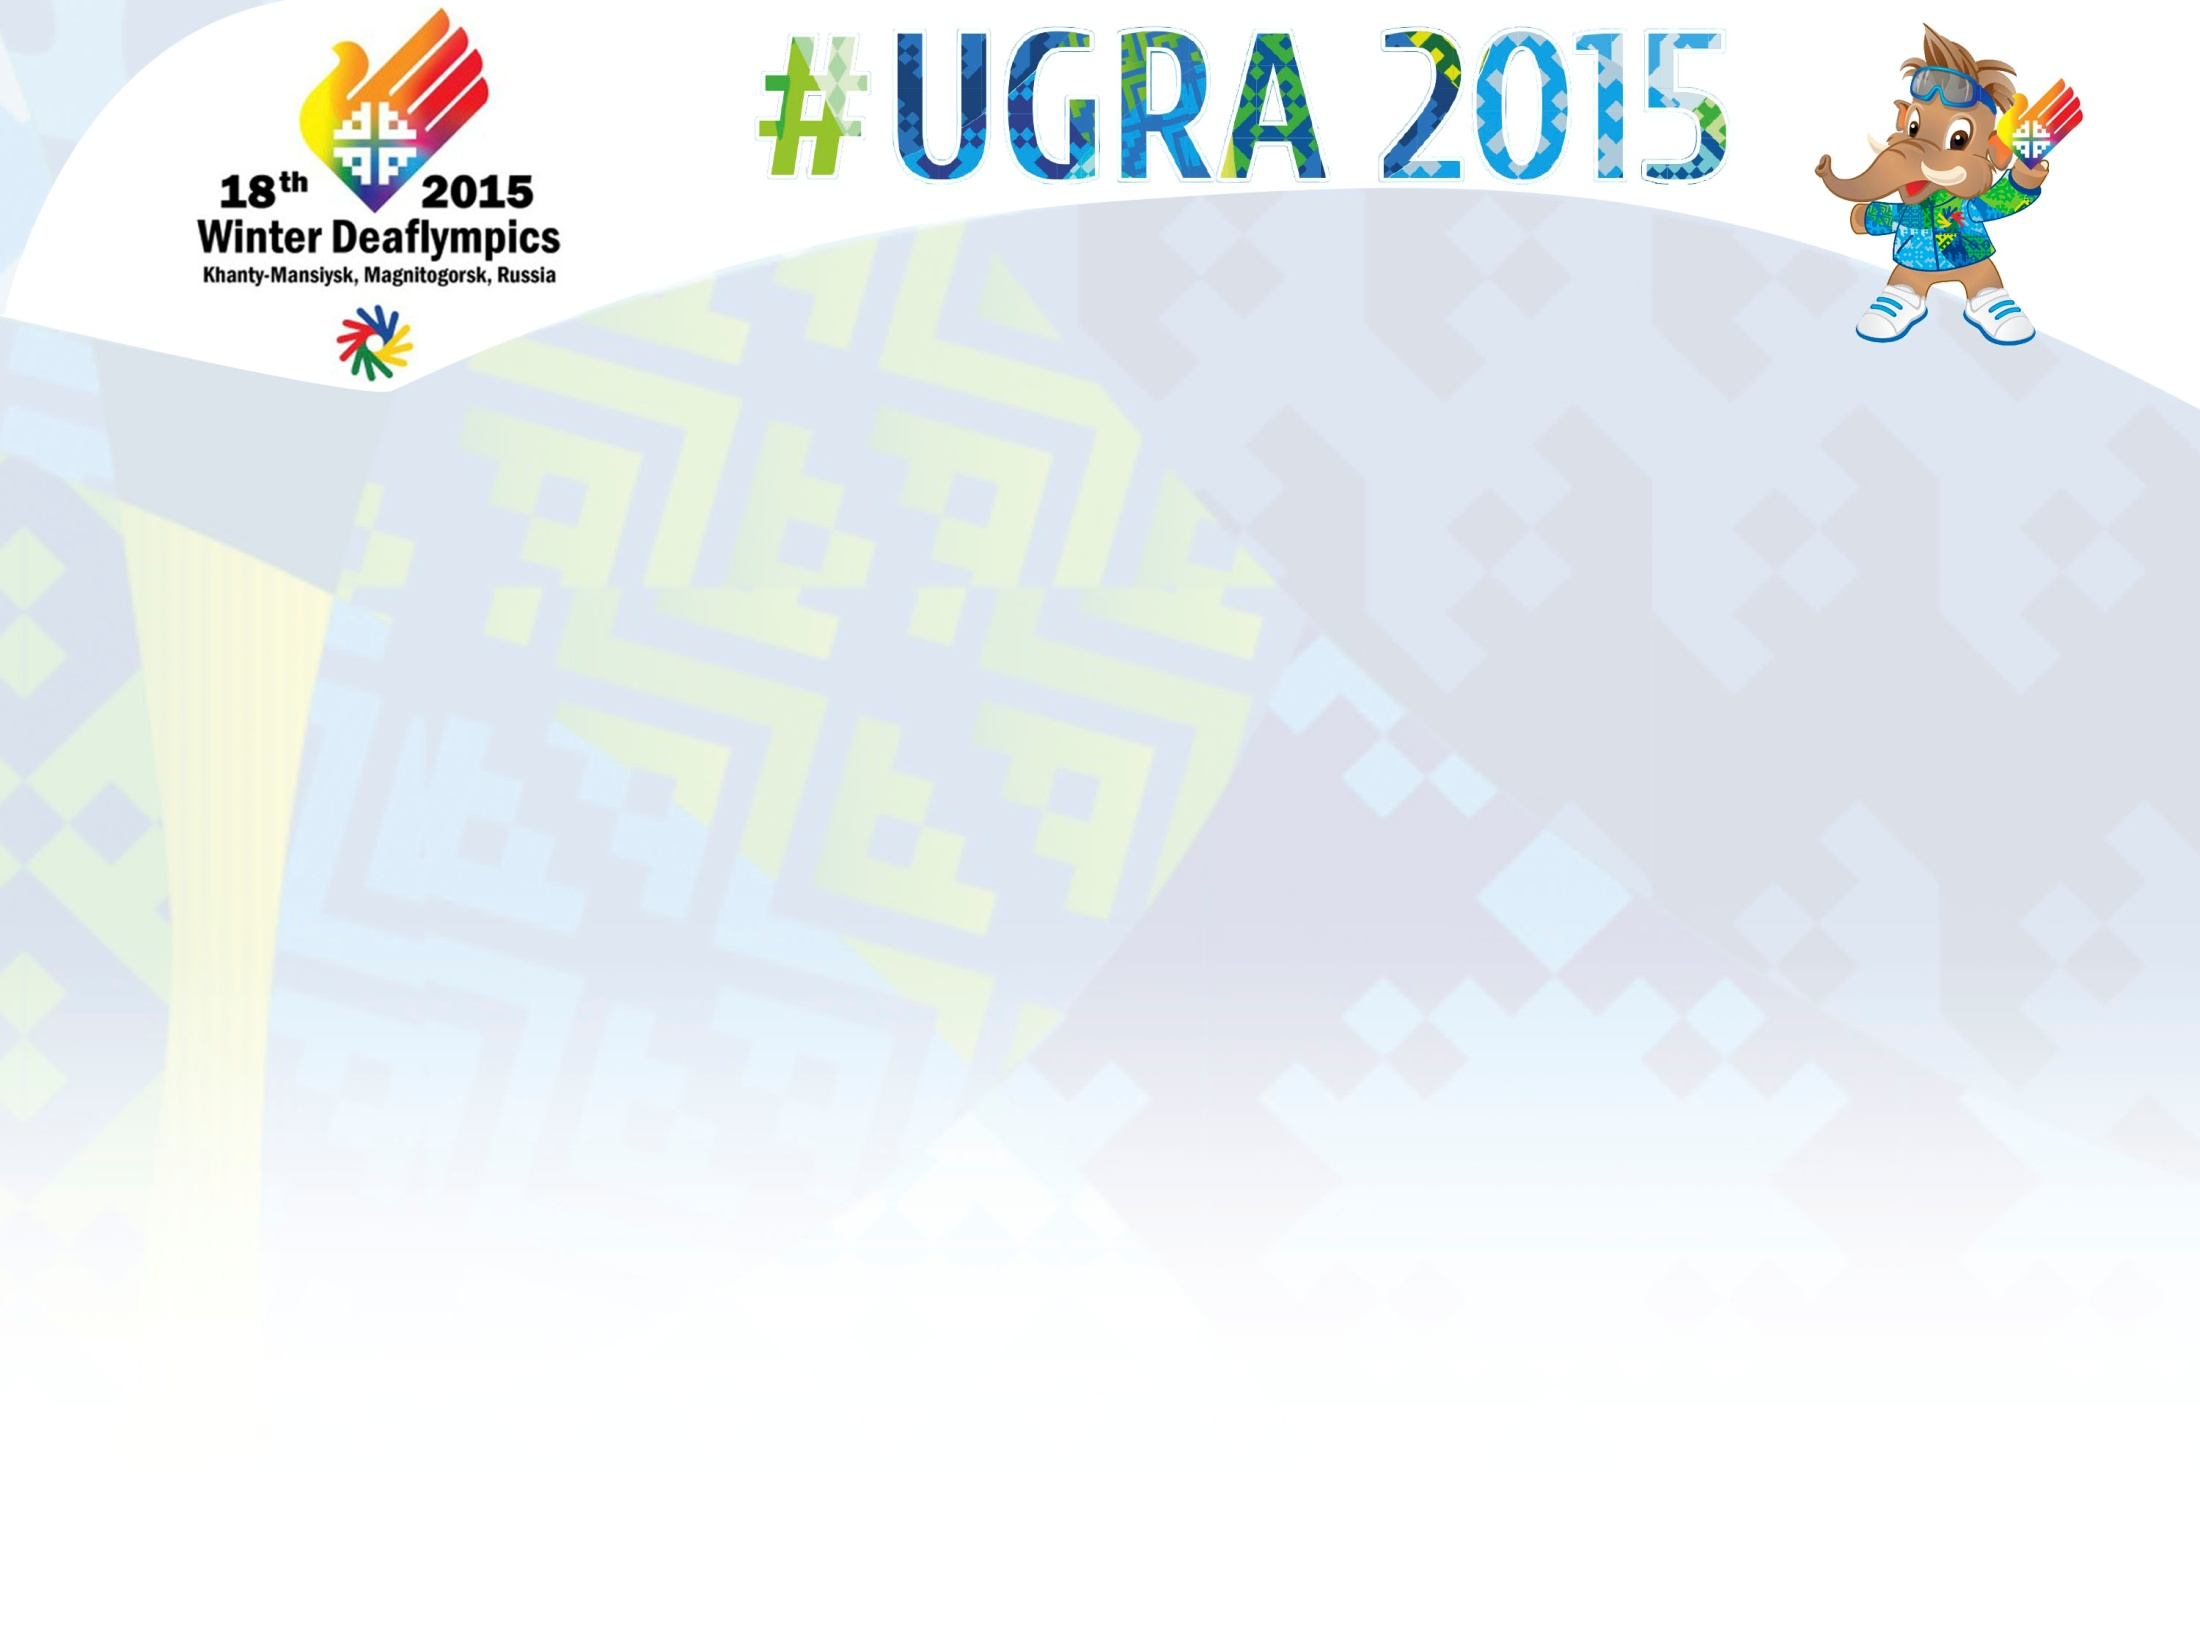 18th 2015
Winter Deaflympics
Khanty-Mansiysk, Magnitogorsk, Russia
#UGRA 2015